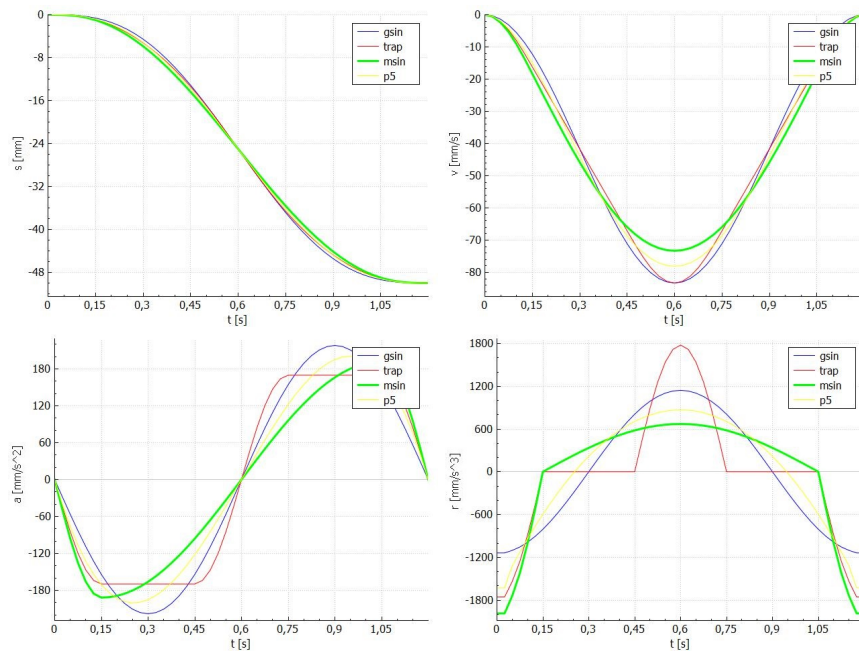 s [mm]
0
-8
-16
-24
-32
-40
-48
gsin
trap
msin
p5
0
0,15
0,3
0,45
0,6
0,75
0,9
1,05
t [s]
v [mm/s]
0
-10
-20
-30
-40
-50
-60
-70
-80
gsin
trap
msin
p5
0
0,15
0,3
0,45
0,6
0,75
0,9
1,05
t [s]
a [mm/s^2]
180
120
60
0
-60
-120
-180
gsin
trap
msin
p5
0
0,15
0,3
0,45
0,6
0,75
0,9
1,05
t [s]
r [mm/s^3]
1800
1200
600
0
-600
-1200
-1800
gsin
trap
msin
p5
0
0,15
0,3
0,45
0,6
0,75
0,9
1,05
t [s]